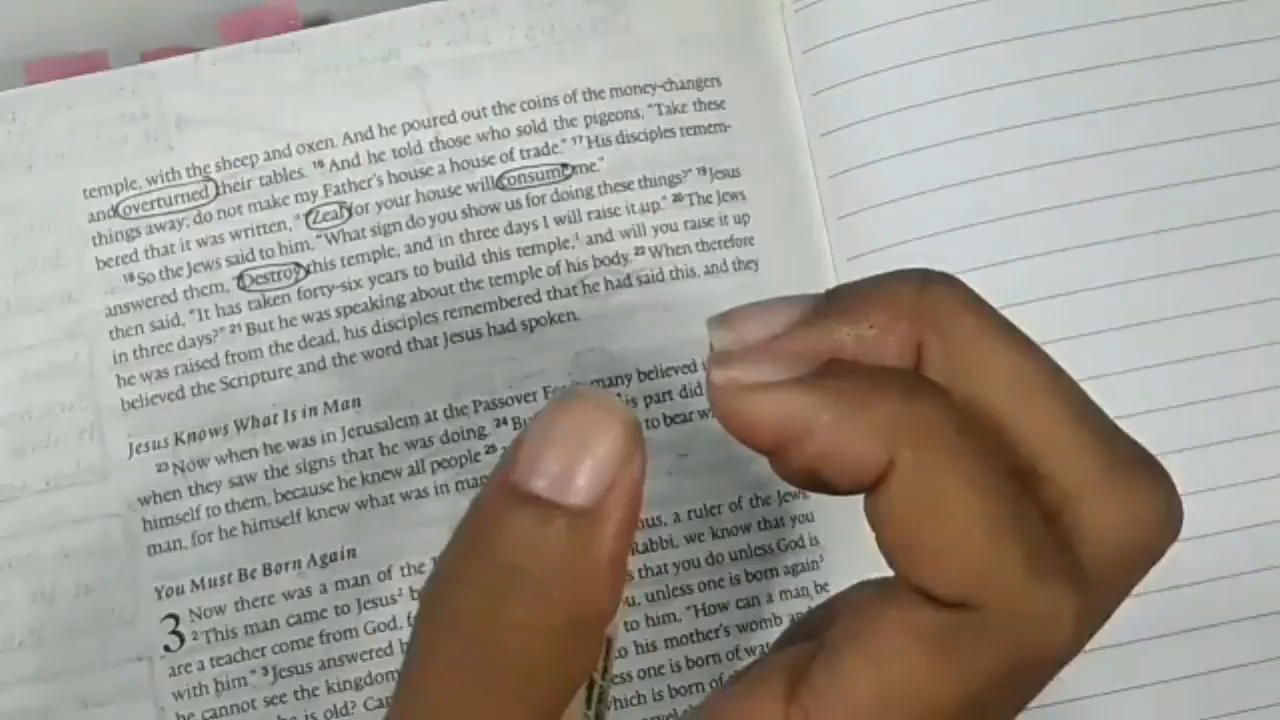 temple, with the sheep and oxen. And he poured out the coins of the money-changers
and overturned their tables. 16 And he told those who sold the pigeons, “Take these
things away; do not make my Father’s house a house of trade.” 17 His disciples remem-
bered that it was written, “Zeal for your house will consume me.”
18 So the Jews said to him, “What sign do you show us for doing these things?” 19 Jesus
answered them, “Destroy this temple, and in three days I will raise it up.” 20 The Jews
then said, “It has taken forty-six years to build this temple,1 and will you raise it up
in three days?” 21 But he was speaking about the temple of his body. 22 When therefore
he was raised from the dead, his disciples remembered that he had said this, and they
believed the Scripture and the word that Jesus had spoken.
Jesus Knows What Is in Man
23 Now when he was in Jerusalem at the Passover many believed
when they saw the signs that he was doing. 24 part did
himself to them, because he knew all people 25 to bear
man, for he himself knew what was in man
You Must Be Born Again
3 Now there was a man of the a ruler of the Jews.
2 This man came to Jesus2 Rabbi, we know that you
are a teacher come from God, that you do unless God is
with him.” 3 Jesus answered unless one is born again3
he cannot see the kingdom to him, “How can a man be
is old? his mother’s womb
one is born of
which is born of